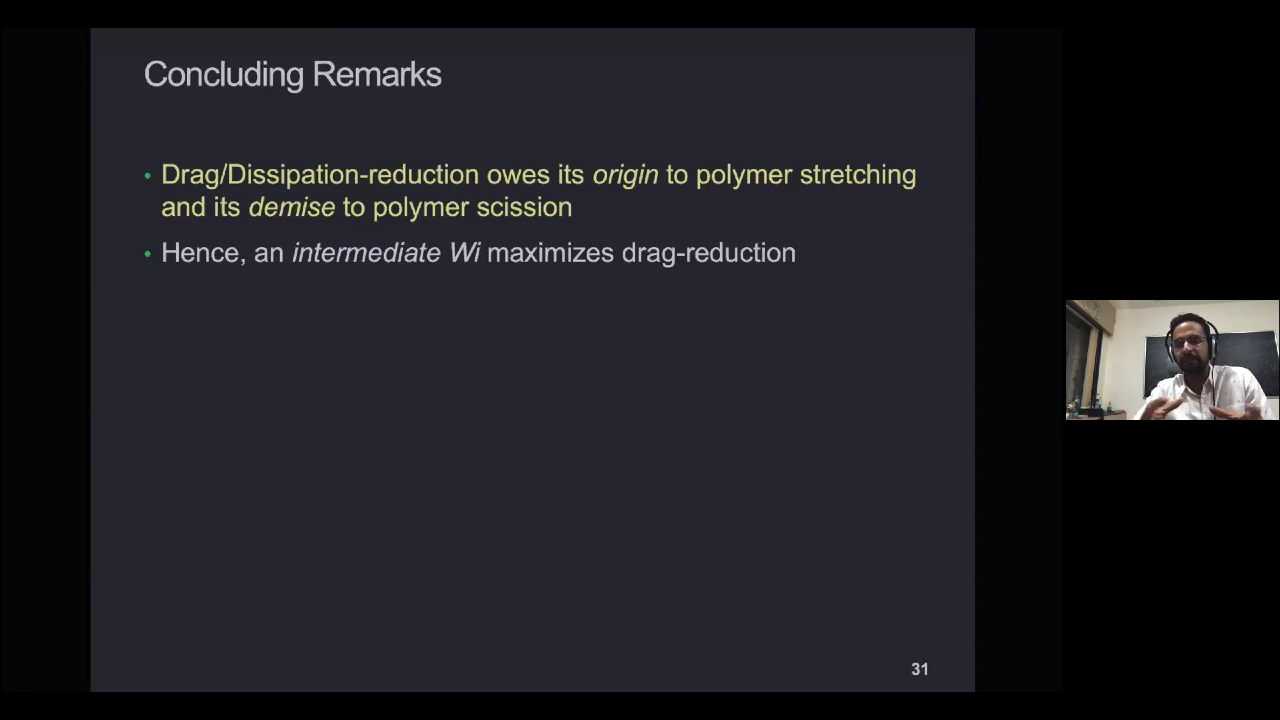 Concluding Remarks
• Drag/Dissipation-reduction owes its origin to polymer stretching
and its demise to polymer scission
• Hence, an intermediate Wi maximizes drag-reduction
31